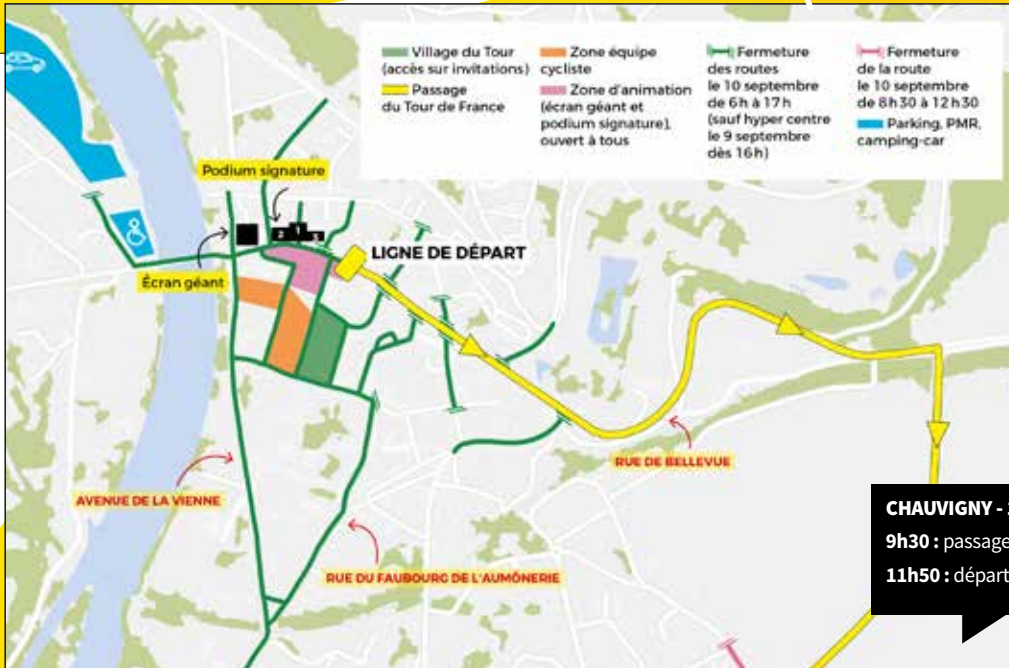 Village du Tour
(accès sur invitations)
Passage
du Tour de France
Zone équipe
cycliste
Zone d'animation
(écran géant et
podium signature),
ouvert à tous
Fermeture
des routes
le 10 septembre
de 6h à 17h
(sauf hyper centre
le 9 septembre
dès 16h)
Fermeture
de la route
le 10 septembre
de 8h30 à 12h30
Parking, PMR,
camping-car
Podium signature
2 1 3
LIGNE DE DÉPART
Écran géant
RUE DE BELLEVUE
AVENUE DE LA VIENNE
RUE DU FAUBOURG DE L'AUMÔNERIE
CHAUVIGNY -
9h30 : passage
11h50 : départ